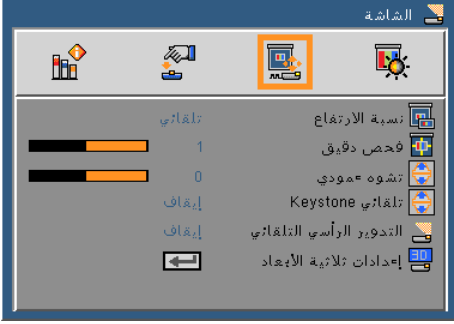 الشاشة
نسبة الارتفاع تلقائي
فحص دقيق 1
تشوه عمودي 0
تلقائي Keystone إيقاف
التدوير الرأسي التلقائي إيقاف
إعدادات ثلاثية الأبعاد